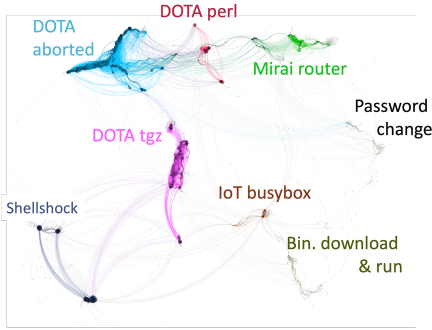 DOTA perl
DOTA
aborted
Mirai router
Password
change
DOTA tgz
IoT busybox
Shellshock
Bin. download
& run